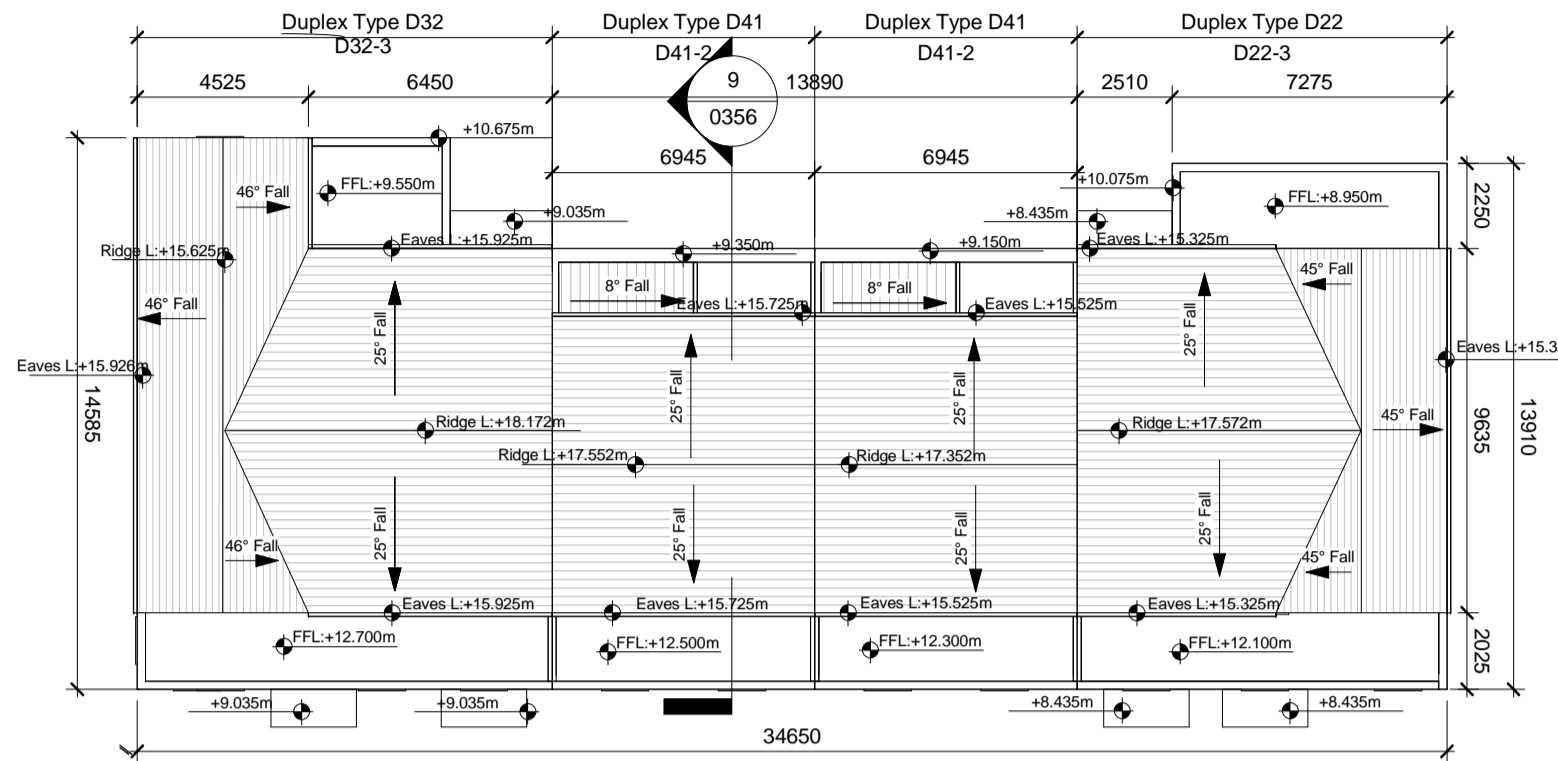 Duplex Type D32
Duplex Type D41
Duplex Type D41
Duplex Type D22
D32-3
D41-2
D41-2
D22-3
4525
6450
9
13890
2510
7275
0356
+10.675m
6945
6945
46° Fall
FFL:+9.550m
+10.075m
FFL:+8.950m
2250
+9.035m
+8.435m
Ridge L:+15.625m
Eaves L:+15.925m
+9.350m
+9.150m
Eaves L:+15.325m
45° Fall
8° Fall
8° Fall
46° Fall
25° Fall
Eaves L:+15.725m
Eaves L:+15.525m
25° Fall
Eaves L:+15.926m
Eaves L:+15.3
14585
25° Fall
25° Fall
9635
13910
Ridge L:+18.172m
Ridge L:+17.572m
45° Fall
Ridge L:+17.552m
Ridge L:+17.352m
46° Fall
25° Fall
25° Fall
25° Fall
25° Fall
45° Fall
Eaves L:+15.925m
Eaves L:+15.725m
Eaves L:+15.525m
Eaves L:+15.325m
FFL:+12.700m
FFL:+12.500m
FFL:+12.300m
FFL:+12.100m
2025
+9.035m
+9.035m
+8.435m
+8.435m
34650